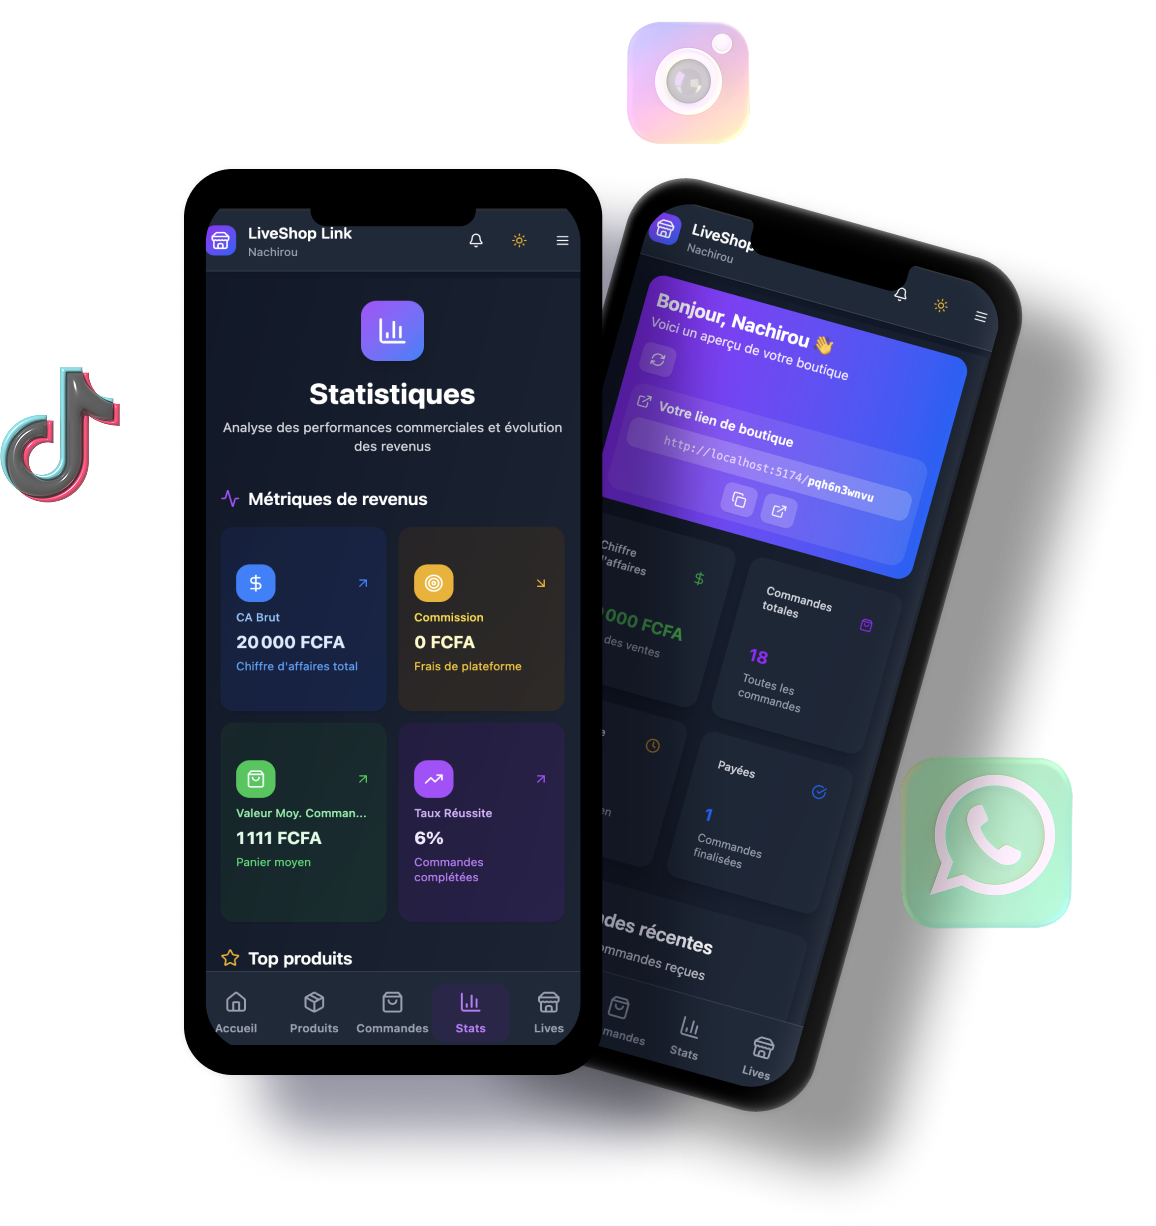 LiveShop Link
Nachirou
Statistiques
Analyse des performances commerciales et évolution
des revenus
Métriques de revenus
CA Brut
20 000 FCFA
Chiffre d'affaires total
Commission
0 FCFA
Frais de plateforme
Valeur Moy. Comman...
1 111 FCFA
Panier moyen
Taux Réussite
6%
Commandes
complétées
Top produits
Accueil
Produits
Commandes
Stats
Lives
LiveShop
Nachirou
Bonjour, Nachirou 👋
Voici un aperçu de votre boutique
Votre lien de boutique
http://localhost:5174/pqh6n3wnvu
Chiffre
d'affaires
000 FCFA
des ventes
Commandes
totales
18
Toutes les
commandes
Payées
1
Commandes
finalisées
des récentes
ommandes reçues
mandes
Stats
Lives